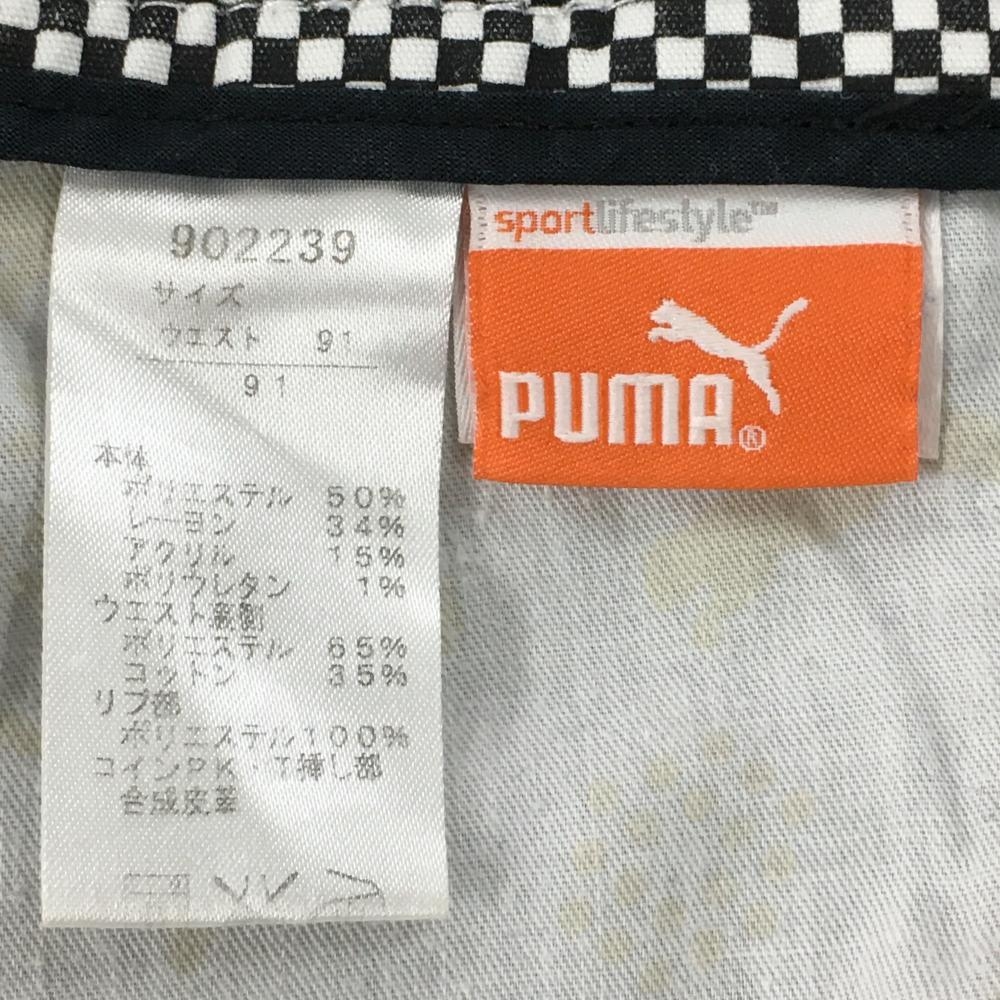 902239
サイズ
ウエスト 91
91
本体
ポリエステル 50%
レーヨン 34%
アクリル 15%
ポリウレタン 1%
ウエスト裏側
ポリエステル 65%
コットン 35%
リブ部
ポリエステル100%
コインPK・T挿し部
合成皮革
sportlifestyle™
PUMA®